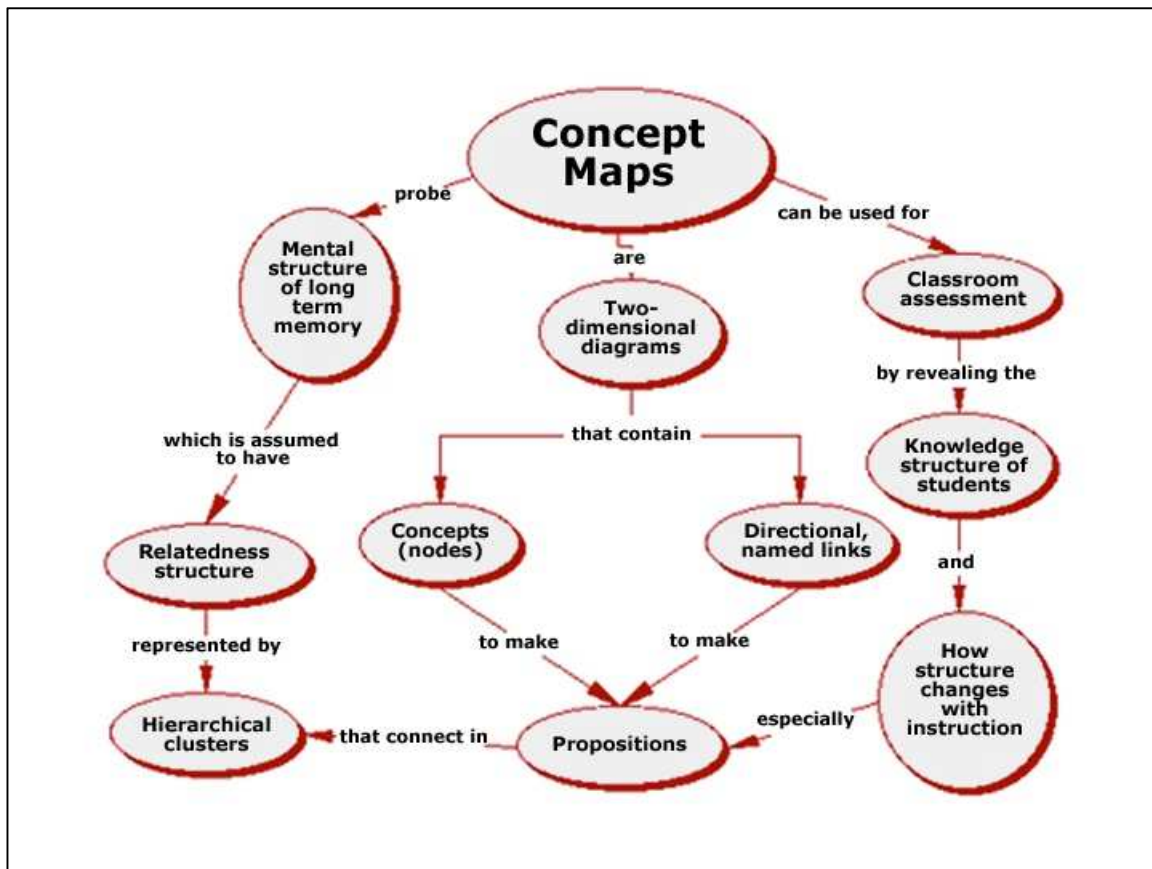 Concept
Maps
probe
can be used for
are
Mental
structure
of long
term
memory
Two-
dimensional
diagrams
Classroom
assessment
by revealing the
which is assumed
to have
that contain
Knowledge
structure of
students
Concepts
(nodes)
Directional,
named links
Relatedness
structure
and
represented by
to make
to make
How
structure
changes
with
instruction
especially
Hierarchical
clusters
that connect in
Propositions